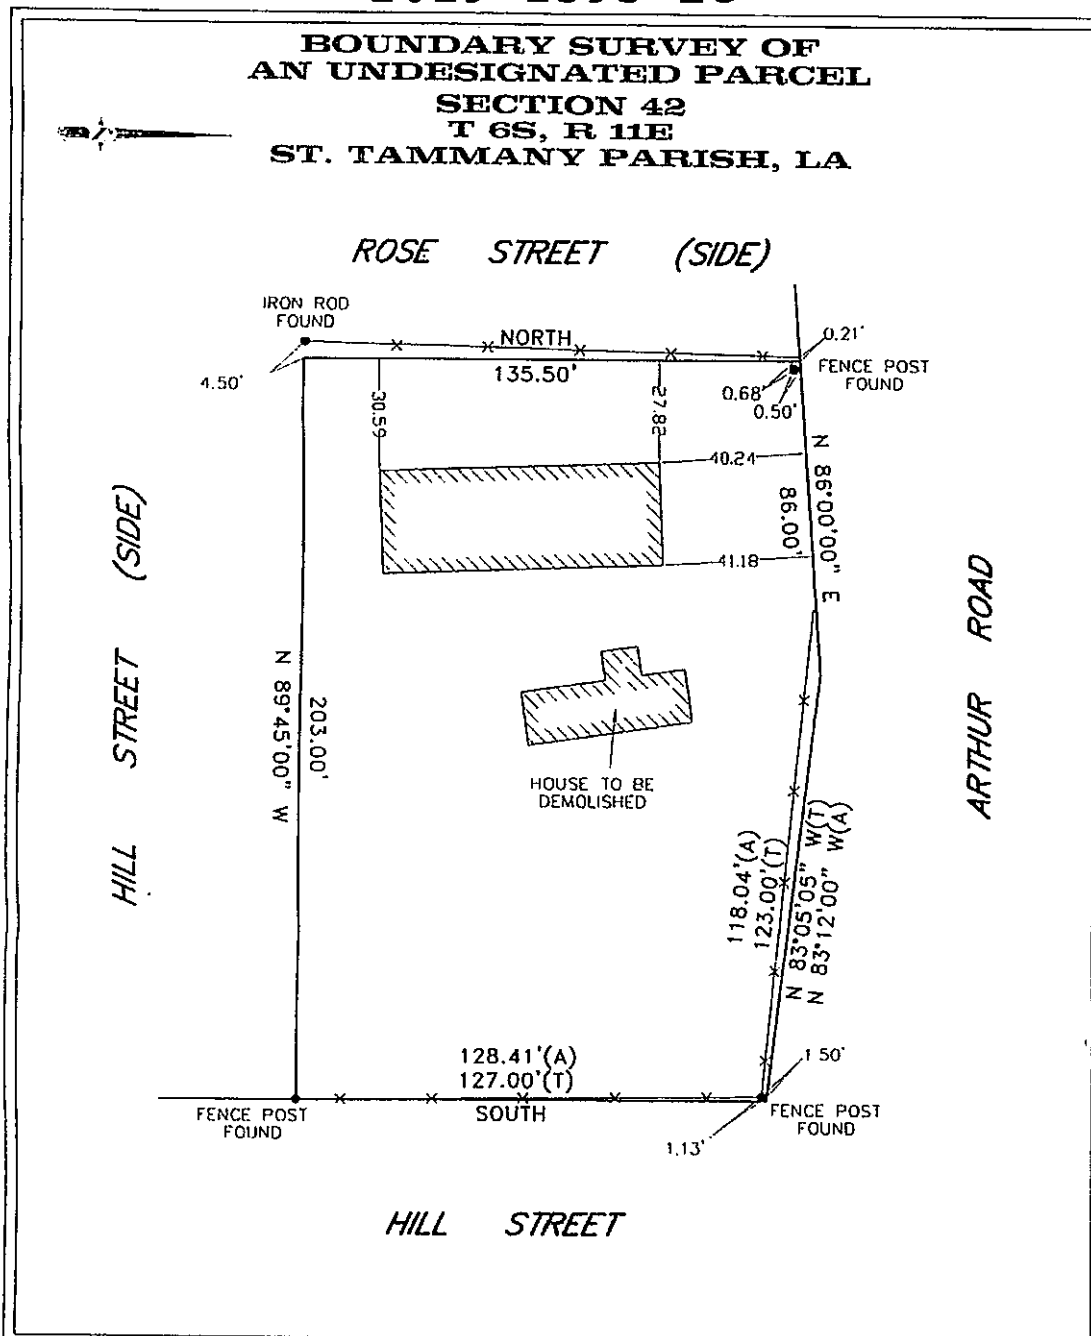 BOUNDARY SURVEY OF
AN UNDESIGNATED PARCEL
SECTION 42
T 6S, R 11E
ST. TAMMANY PARISH, LA
ROSE STREET (SIDE)
IRON ROD
FOUND
NORTH
135.50'
0.21'
FENCE POST
FOUND
4.50'
0.68'
0.50'
30.59
27.82
40.24
41.18
N 86°00'00" E
86.00'
HILL STREET (SIDE)
N 89°45'00" W
203.00'
ARTHUR ROAD
HOUSE TO BE
DEMOLISHED
118.04'(A)
123.00'(T)
N 83°05'05" W(T)
N 83°12'00" W(A)
128.41'(A)
127.00'(T)
SOUTH
1.50'
FENCE POST
FOUND
FENCE POST
FOUND
1.13'
HILL STREET